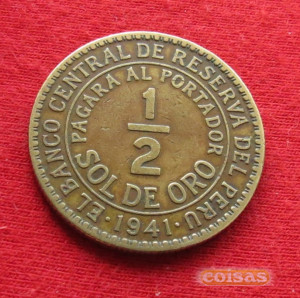 EL BANCO CENTRAL DE RESERVA DEL PERU
PAGARA AL PORTADOR
1/2
SOL DE ORO
· 1941 ·
coisas